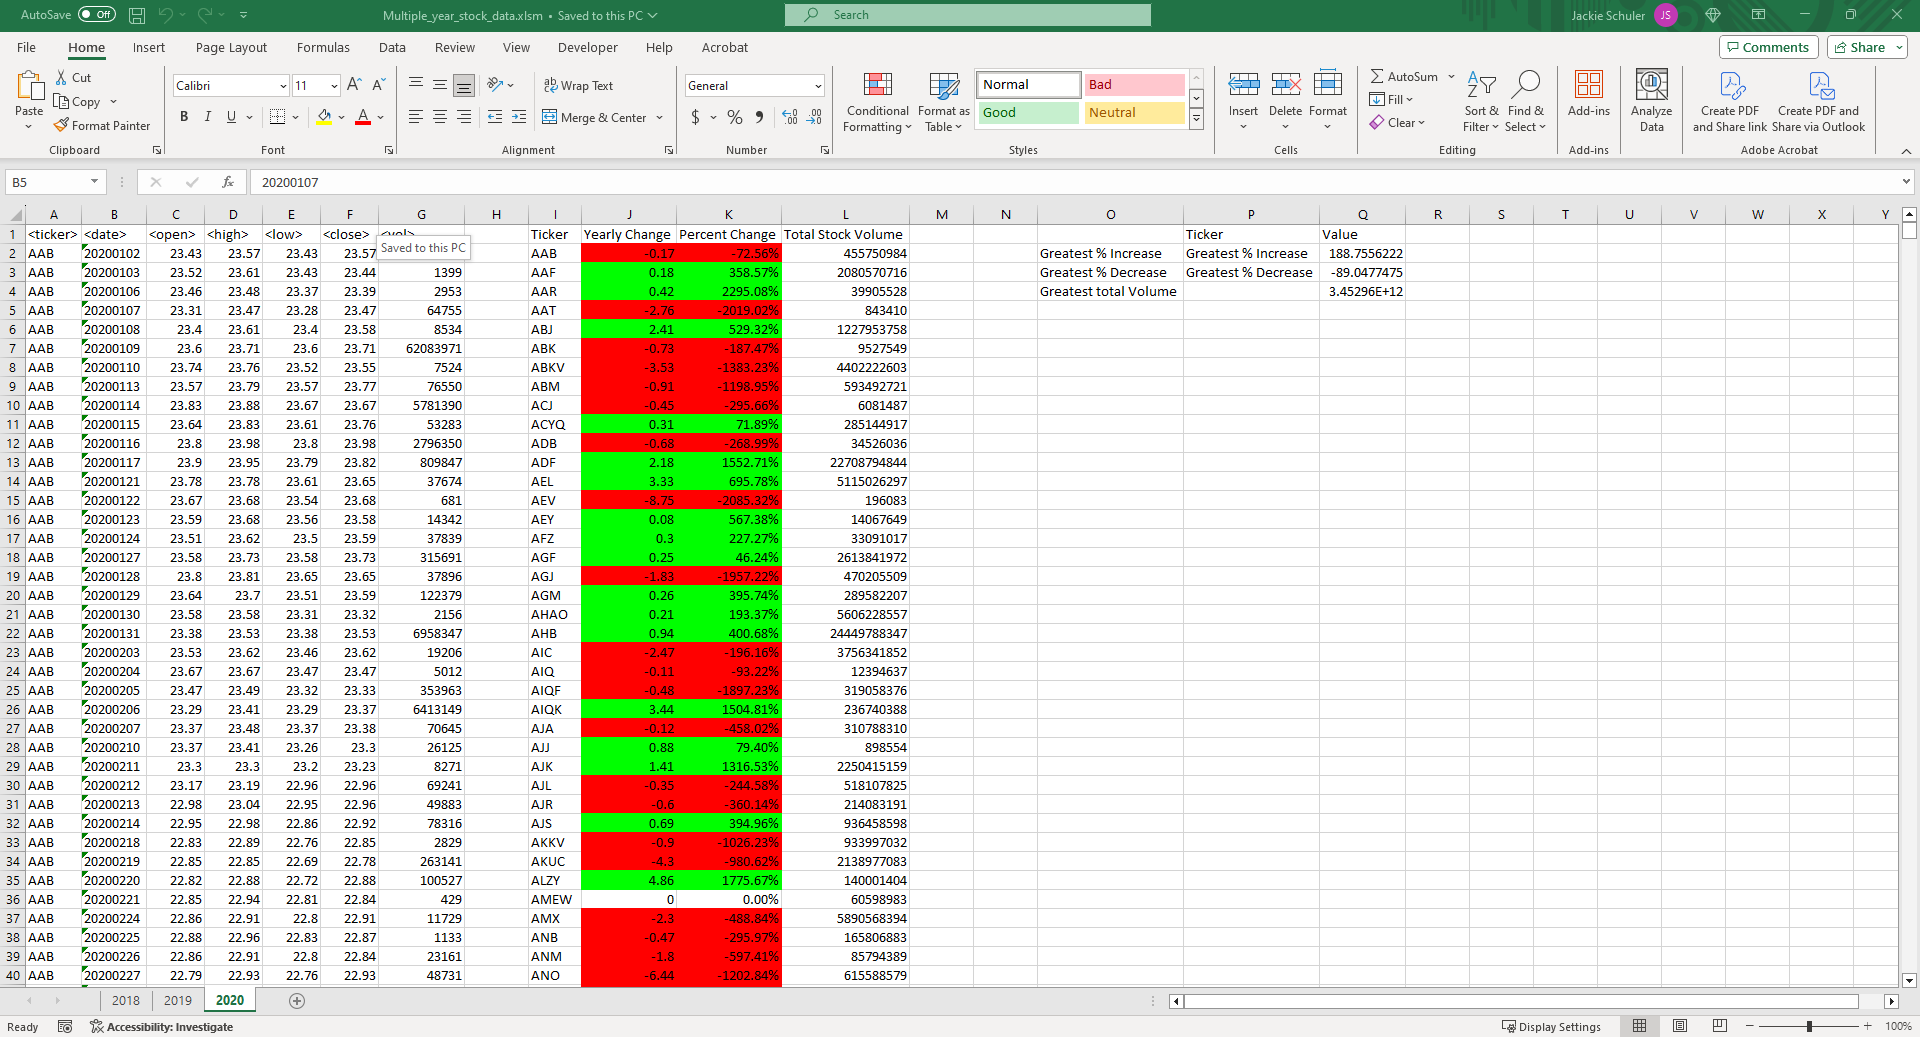 AutoSave Off Multiple_year_stock_data.xlsm • Saved to this PC Search Jackie Schuler JS
File Home Insert Page Layout Formulas Data Review View Developer Help Acrobat Comments Share
Paste Cut Copy Format Painter Clipboard
Calibri 11 B I U Font
Wrap Text Merge & Center Alignment
General $ % Number
Conditional Formatting Format as Table Normal Bad Good Neutral Styles
Insert Delete Format Cells
AutoSum Fill Clear Sort & Filter Find & Select Editing
Add-ins Add-ins
Analyze Data
Create PDF and Share link Create PDF and Share via Outlook Adobe Acrobat
B5 fx 20200107
A B C D E F G H I J K L M N O P Q R S T U V W X Y
1 <ticker> <date> <open> <high> <low> <close> Ticker Yearly Change Percent Change Total Stock Volume Ticker Value
Saved to this PC
2 AAB 20200102 23.43 23.57 23.43 23.57 AAB -0.17 -72.56% 455750984 Greatest % Increase Greatest % Increase 188.7556222
3 AAB 20200103 23.52 23.61 23.43 23.44 1399 AAF 0.18 358.57% 2080570716 Greatest % Decrease Greatest % Decrease -89.0477475
4 AAB 20200106 23.46 23.48 23.37 23.39 2953 AAR 0.42 2295.08% 39905528 Greatest total Volume 3.45296E+12
5 AAB 20200107 23.31 23.47 23.28 23.47 64755 AAT -2.76 -2019.02% 843410
6 AAB 20200108 23.4 23.61 23.4 23.58 8534 ABJ 2.41 529.32% 1227953758
7 AAB 20200109 23.6 23.71 23.6 23.71 62083971 ABK -0.73 -187.47% 9527549
8 AAB 20200110 23.74 23.76 23.52 23.55 7524 ABKV -3.53 -1383.23% 4402222603
9 AAB 20200113 23.57 23.79 23.57 23.77 76550 ABM -0.91 -1198.95% 593492721
10 AAB 20200114 23.83 23.88 23.67 23.67 5781390 ACJ -0.45 -295.66% 6081487
11 AAB 20200115 23.64 23.83 23.61 23.76 53283 ACYQ 0.31 71.89% 285144917
12 AAB 20200116 23.8 23.98 23.8 23.98 2796350 ADB -0.68 -268.99% 34526036
13 AAB 20200117 23.9 23.95 23.79 23.82 809847 ADF 2.18 1552.71% 22708794844
14 AAB 20200121 23.78 23.78 23.61 23.65 37674 AEL 3.33 695.78% 5115026297
15 AAB 20200122 23.67 23.68 23.54 23.68 681 AEV -8.75 -2085.32% 196083
16 AAB 20200123 23.59 23.68 23.56 23.58 14342 AEY 0.08 567.38% 14067649
17 AAB 20200124 23.51 23.62 23.5 23.59 37839 AFZ 0.3 227.27% 33091017
18 AAB 20200127 23.58 23.73 23.58 23.73 315691 AGF 0.25 46.24% 2613841972
19 AAB 20200128 23.8 23.81 23.65 23.65 37896 AGJ -1.83 -1957.22% 470205509
20 AAB 20200129 23.64 23.7 23.51 23.59 122379 AGM 0.26 395.74% 289582207
21 AAB 20200130 23.58 23.58 23.31 23.32 2156 AHAO 0.21 193.37% 5606228557
22 AAB 20200131 23.38 23.53 23.38 23.53 6958347 AHB 0.94 400.68% 24449788347
23 AAB 20200203 23.53 23.62 23.46 23.62 19206 AIC -2.47 -196.16% 3756341852
24 AAB 20200204 23.67 23.67 23.47 23.47 5012 AIQ -0.11 -93.22% 12394637
25 AAB 20200205 23.47 23.49 23.32 23.33 353963 AIQF -0.48 -1897.23% 319058376
26 AAB 20200206 23.29 23.41 23.29 23.37 6413149 AIQK 3.44 1504.81% 236740388
27 AAB 20200207 23.37 23.48 23.37 23.38 70645 AJA -0.12 -458.02% 310788310
28 AAB 20200210 23.37 23.41 23.26 23.3 26125 AJJ 0.88 79.40% 898554
29 AAB 20200211 23.3 23.3 23.2 23.23 8271 AJK 1.41 1316.53% 2250415159
30 AAB 20200212 23.17 23.19 22.96 22.96 69241 AJL -0.35 -244.58% 518107825
31 AAB 20200213 22.98 23.04 22.95 22.96 49883 AJR -0.6 -360.14% 214083191
32 AAB 20200214 22.95 22.98 22.86 22.92 78316 AJS 0.69 394.96% 936458598
33 AAB 20200218 22.83 22.89 22.76 22.85 2829 AKKV -0.9 -1026.23% 933997032
34 AAB 20200219 22.85 22.85 22.69 22.78 263141 AKUC -4.3 -980.62% 2138977083
35 AAB 20200220 22.82 22.88 22.72 22.88 100527 ALZY 4.86 1775.67% 140001404
36 AAB 20200221 22.85 22.94 22.81 22.84 429 AMEW 0 0.00% 60598983
37 AAB 20200224 22.86 22.91 22.8 22.91 11729 AMX -2.3 -488.84% 5890568394
38 AAB 20200225 22.88 22.96 22.83 22.87 1133 ANB -0.47 -295.97% 165806883
39 AAB 20200226 22.86 22.91 22.8 22.84 23161 ANM -1.8 -597.41% 85794389
40 AAB 20200227 22.79 22.93 22.76 22.93 48731 ANO -6.44 -1202.84% 615588579
2018 2019 2020
Ready Accessibility: Investigate Display Settings 100%